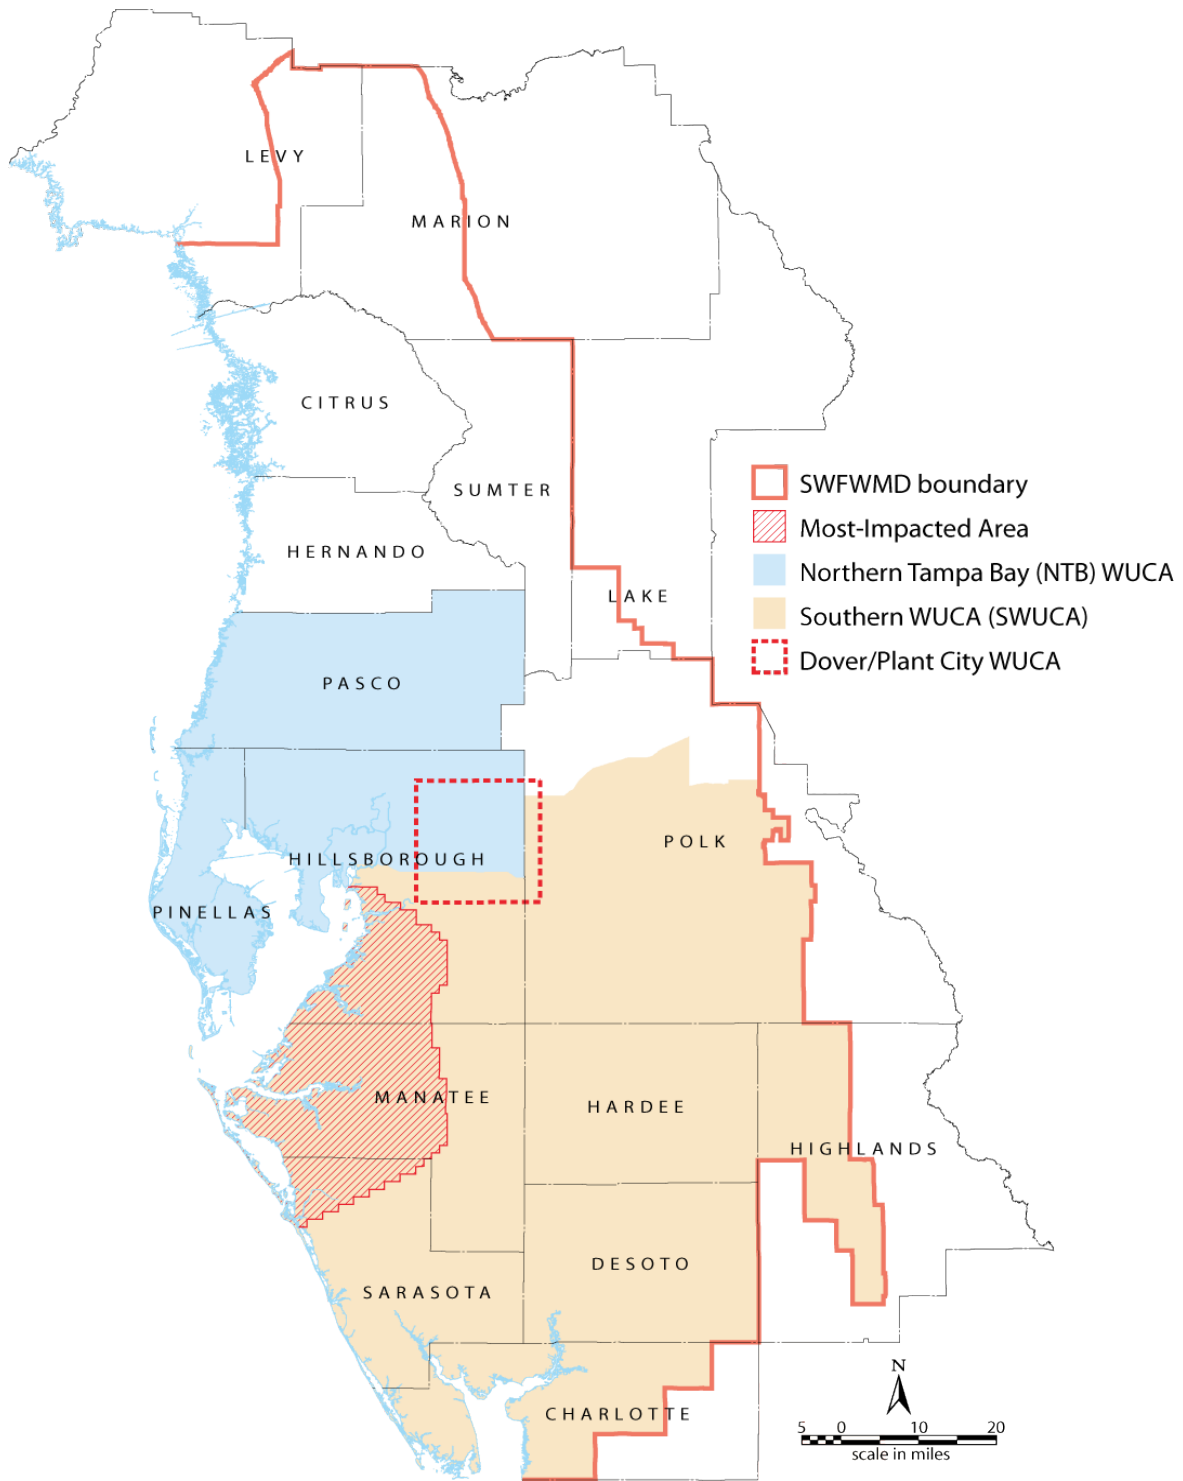 LEVY
MARION
CITRUS
SUMTER
SWFWMD boundary
Most-Impacted Area
HERNANDO
Northern Tampa Bay (NTB) WUCA
LAKE
Southern WUCA (SWUCA)
Dover/Plant City WUCA
PASCO
POLK
HILLSBOROUGH
PINELLAS
MANATEE
HARDEE
HIGHLANDS
DESOTO
SARASOTA
CHARLOTTE
N
5 0 10 20
scale in miles